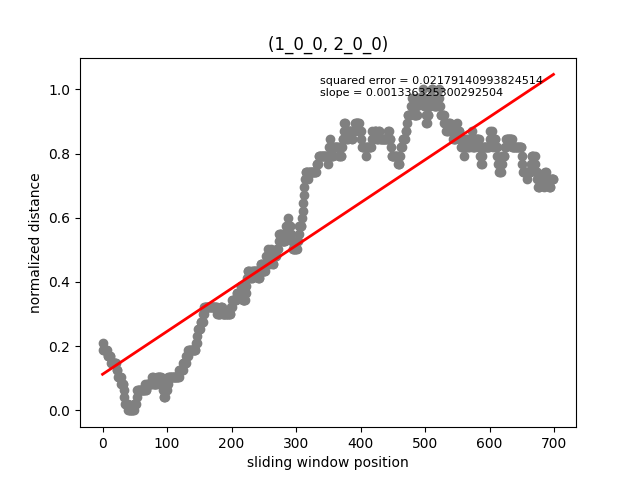 (1_0_0, 2_0_0)
squared error = 0.02179140993824514
slope = 0.001336325300292504
normalized distance
1.0
0.8
0.6
0.4
0.2
0.0
0 100 200 300 400 500 600 700
sliding window position